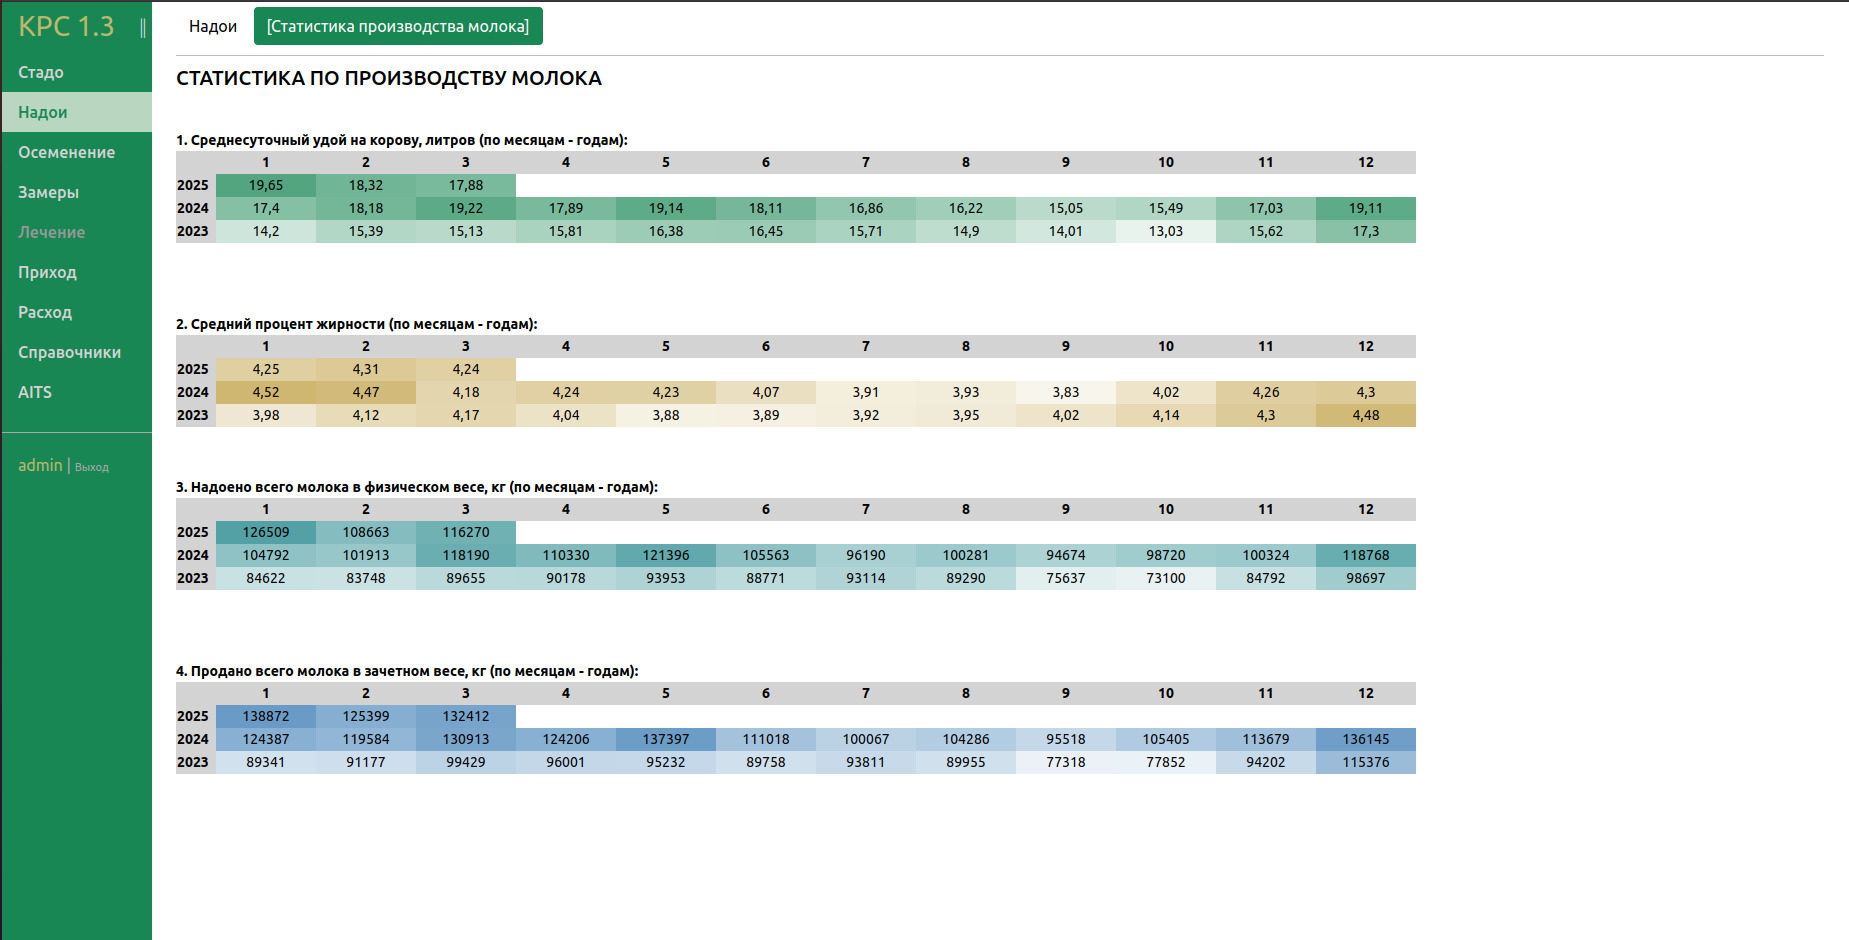 КРС 1.3
Стадо
Надои
Осеменение
Замеры
Лечение
Приход
Расход
Справочники
AITS
admin | Выход
Надои [Статистика производства молока]
СТАТИСТИКА ПО ПРОИЗВОДСТВУ МОЛОКА
1. Среднесуточный удой на корову, литров (по месяцам - годам):
1 2 3 4 5 6 7 8 9 10 11 12
2025 19,65 18,32 17,88
2024 17,4 18,18 19,22 17,89 19,14 18,11 16,86 16,22 15,05 15,49 17,03 19,11
2023 14,2 15,39 15,13 15,81 16,38 16,45 15,71 14,9 14,01 13,03 15,62 17,3
2. Средний процент жирности (по месяцам - годам):
1 2 3 4 5 6 7 8 9 10 11 12
2025 4,25 4,31 4,24
2024 4,52 4,47 4,18 4,24 4,23 4,07 3,91 3,93 3,83 4,02 4,26 4,3
2023 3,98 4,12 4,17 4,04 3,88 3,89 3,92 3,95 4,02 4,14 4,3 4,48
3. Надоено всего молока в физическом весе, кг (по месяцам - годам):
1 2 3 4 5 6 7 8 9 10 11 12
2025 126509 108663 116270
2024 104792 101913 118190 110330 121396 105563 96190 100281 94674 98720 100324 118768
2023 84622 83748 89655 90178 93953 88771 93114 89290 75637 73100 84792 98697
4. Продано всего молока в зачетном весе, кг (по месяцам - годам):
1 2 3 4 5 6 7 8 9 10 11 12
2025 138872 125399 132412
2024 124387 119584 130913 124206 137397 111018 100067 104286 95518 105405 113679 136145
2023 89341 91177 99429 96001 95232 89758 93811 89955 77318 77852 94202 115376